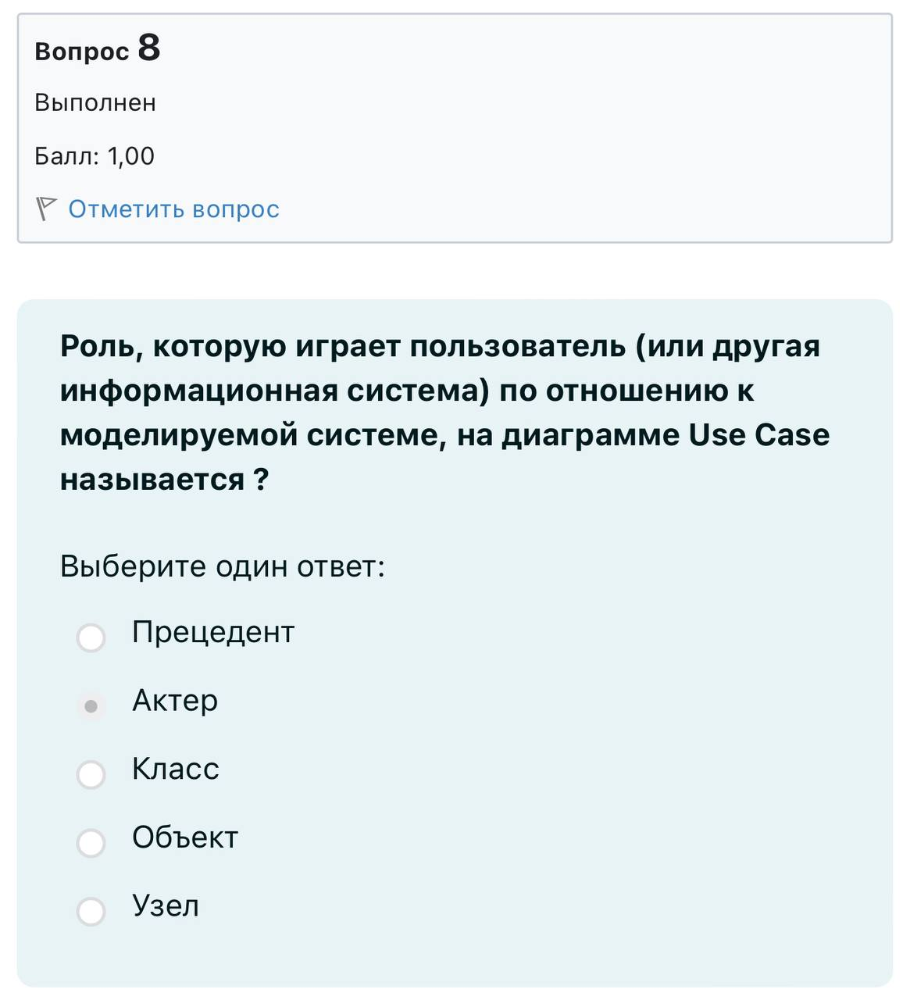 Вопрос 8
Выполнен
Балл: 1,00
Отметить вопрос
Роль, которую играет пользователь (или другая
информационная система) по отношению к
моделируемой системе, на диаграмме Use Case
называется ?
Выберите один ответ:
Прецедент
Актер
Класс
Объект
Узел